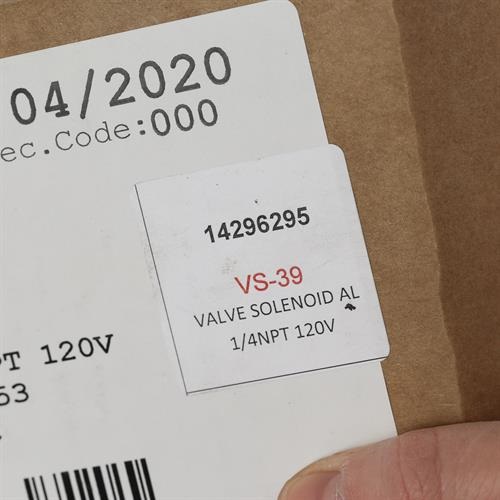 04/2020
ec.Code:000
14296295
VS-39
VALVE SOLENOID AL
1/4NPT 120V
PT 120V
53